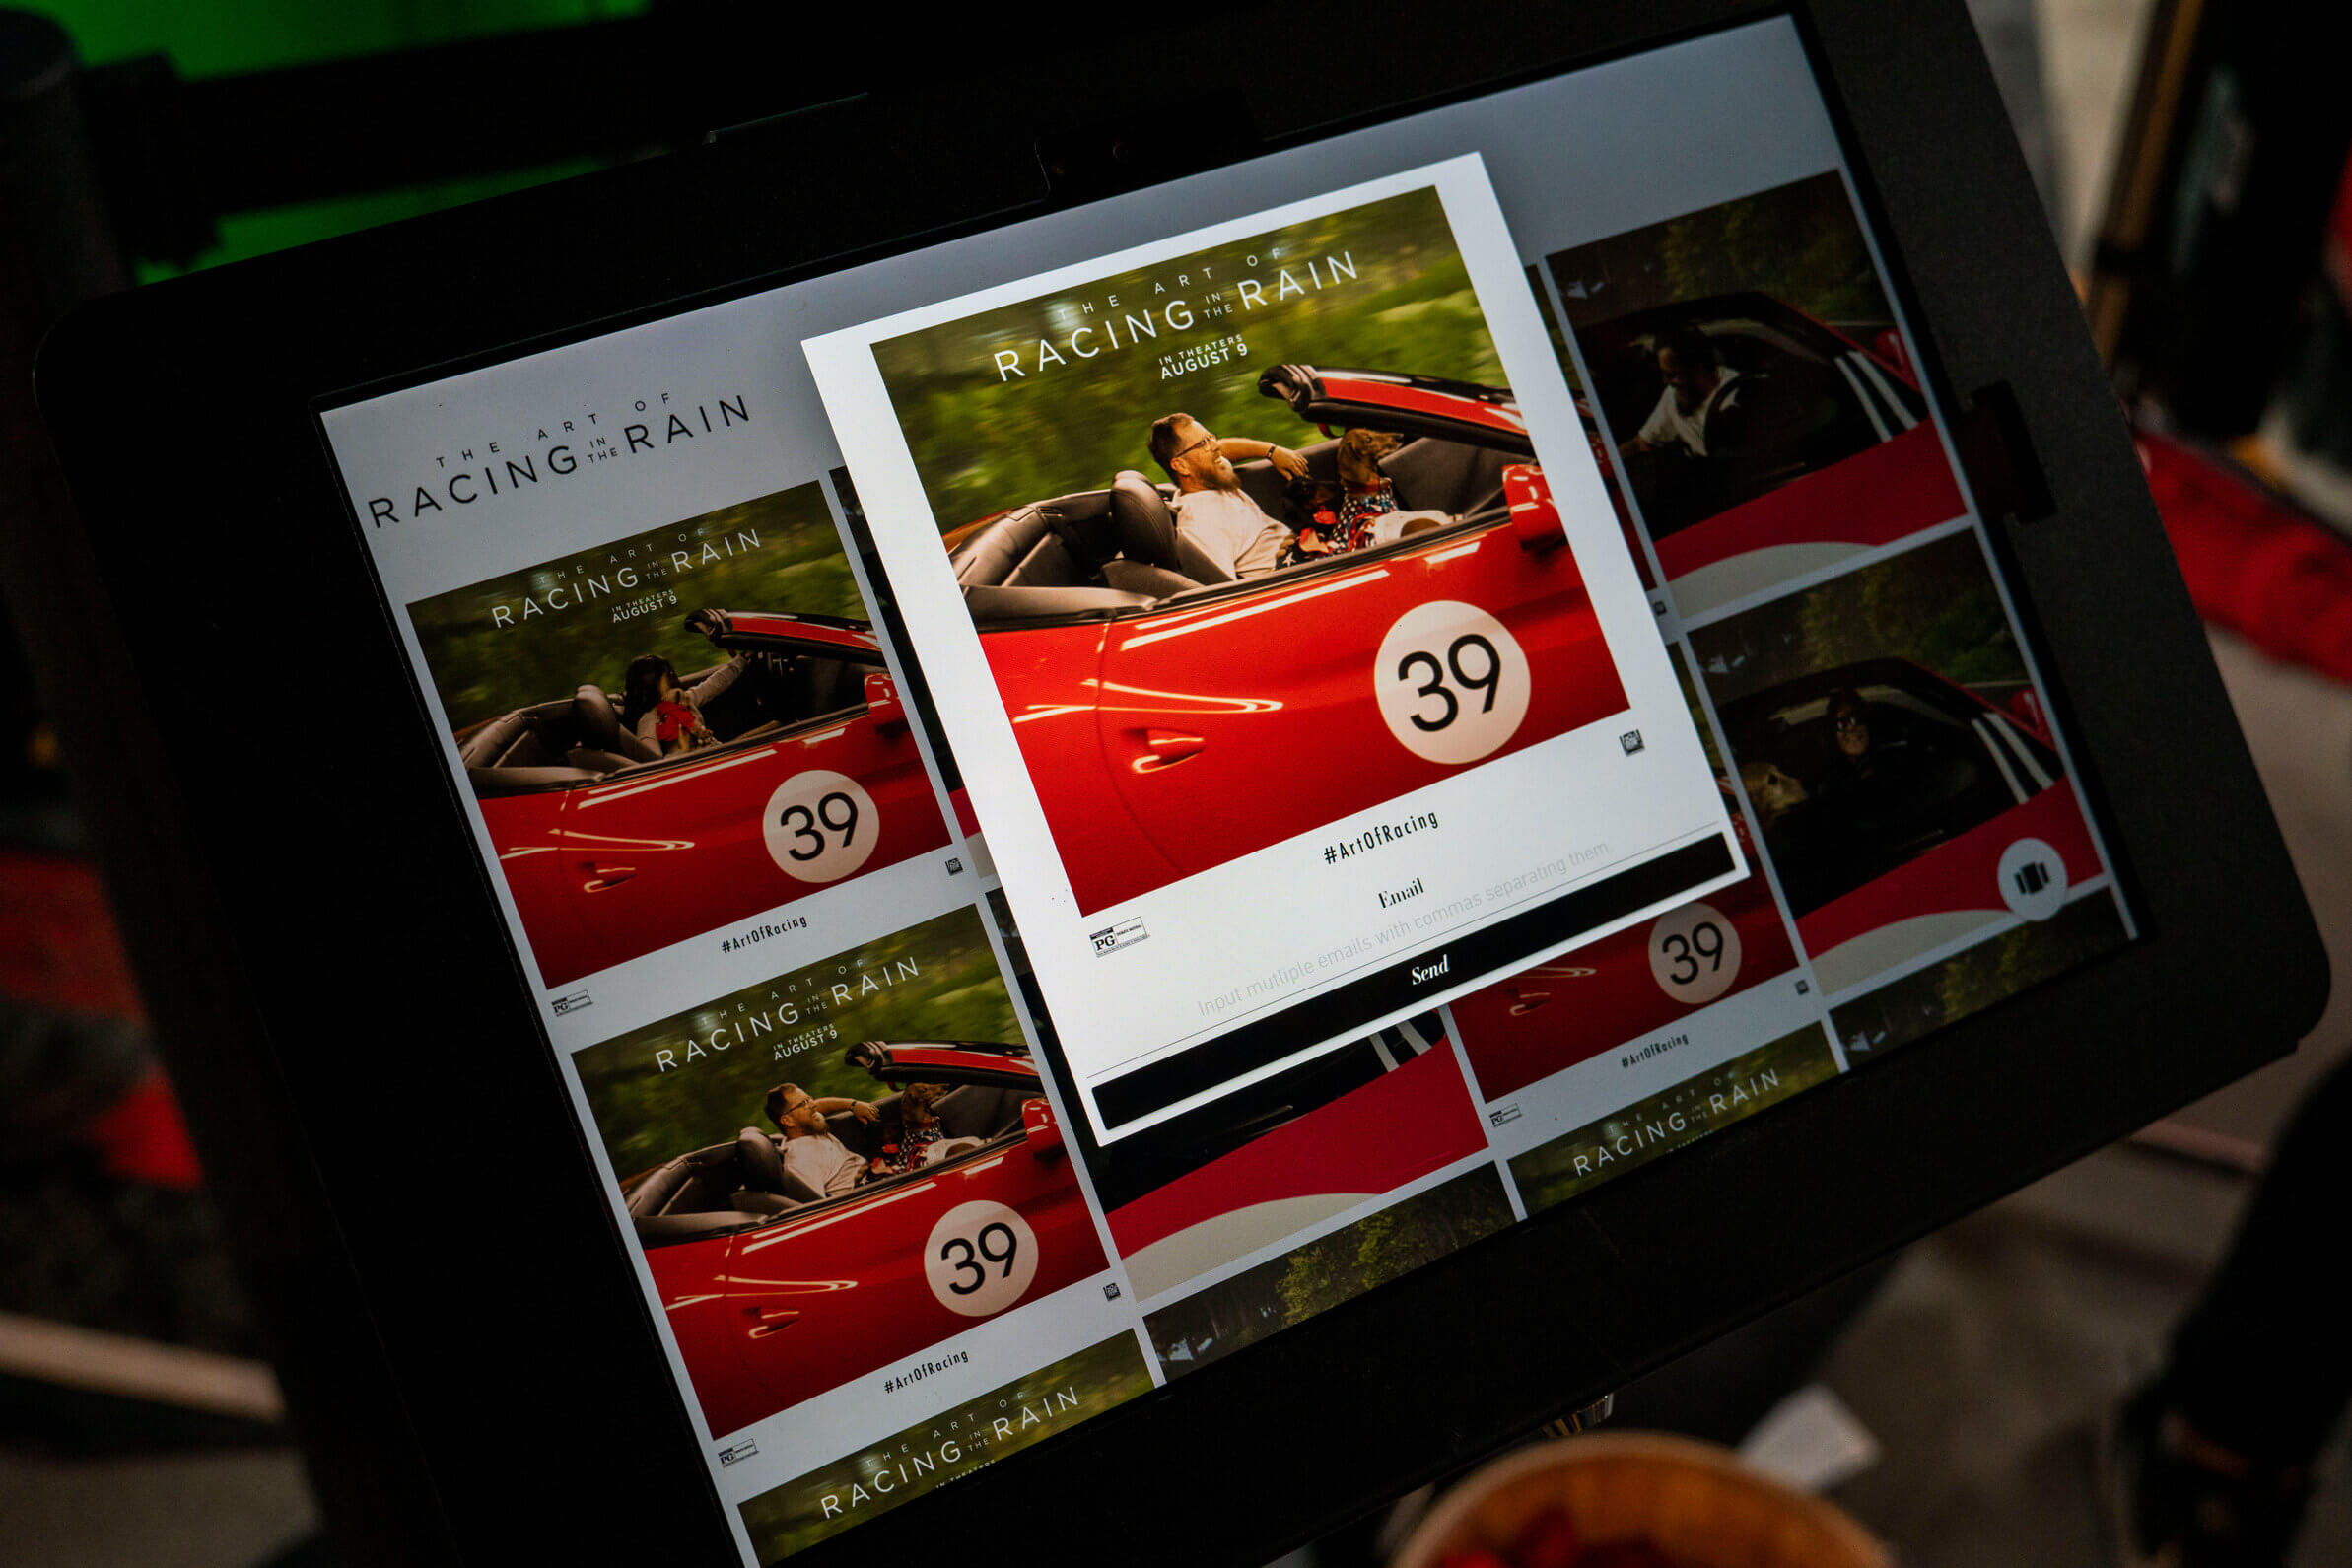 THE ART OF
RACING IN THE RAIN
THE ART OF
RACING IN THE RAIN
IN THEATERS
AUGUST 9
39
#ArtOfRacing
PG
THE ART OF
RACING IN THE RAIN
IN THEATERS
AUGUST 9
39
#ArtOfRacing
PG
THE ART OF
RACING IN THE RAIN
IN THEATERS
THE ART OF
RACING IN THE RAIN
IN THEATERS
AUGUST 9
39
#ArtOfRacing
PG
Email
Input mutliple emails with commas separating them.
Send
39
#ArtOfRacing
PG
THE ART OF
RACING IN THE RAIN